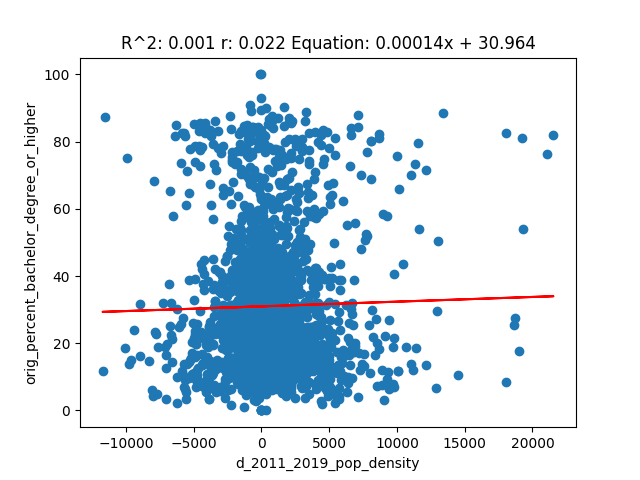 R^2: 0.001 r: 0.022 Equation: 0.00014x + 30.964
100
80
60
40
20
0
orig_percent_bachelor_degree_or_higher
−10000 −5000 0 5000 10000 15000 20000
d_2011_2019_pop_density